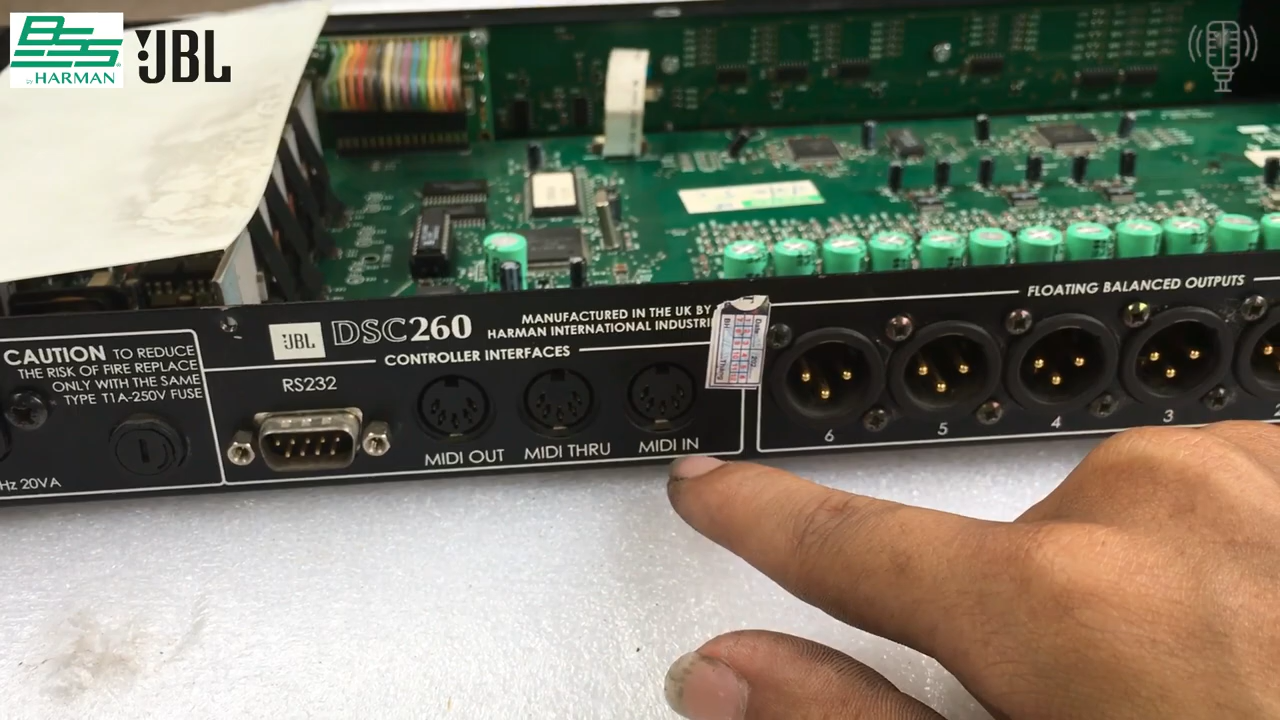 BSS
by HARMAN
JBL
CAUTION TO REDUCE
THE RISK OF FIRE REPLACE
ONLY WITH THE SAME
TYPE T1A-250V FUSE
Hz 20VA
JBL DSC260
MANUFACTURED IN THE UK BY
HARMAN INTERNATIONAL INDUSTRI
CONTROLLER INTERFACES
RS232
MIDI OUT
MIDI THRU
MIDI IN
FLOATING BALANCED OUTPUTS
6
5
4
3